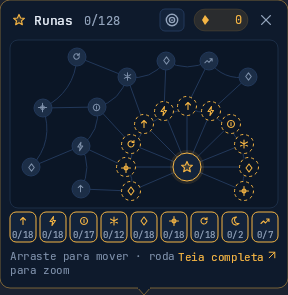 Runas 0/128 0
0/18 0/18 0/17 0/12 0/18 0/18 0/18 0/2 0/7
Arraste para mover · roda Teia completa
para zoom